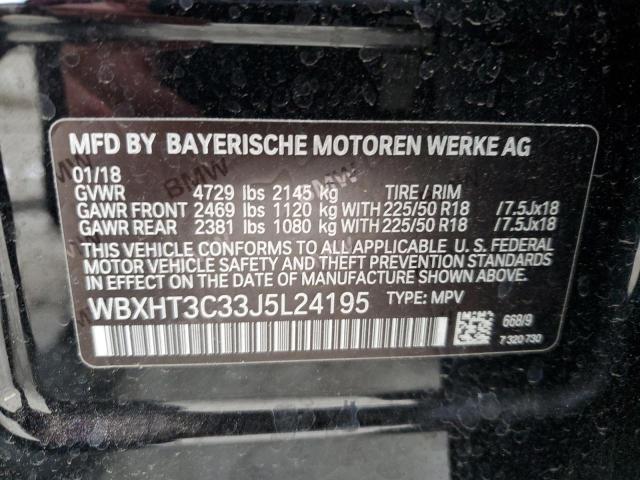 MFD BY BAYERISCHE MOTOREN WERKE AG
01/18
GVWR 4729 lbs 2145 kg TIRE / RIM
GAWR FRONT 2469 lbs 1120 kg WITH 225/50 R18 /7.5Jx18
GAWR REAR 2381 lbs 1080 kg WITH 225/50 R18 /7.5Jx18
THIS VEHICLE CONFORMS TO ALL APPLICABLE U.S. FEDERAL
MOTOR VEHICLE SAFETY AND THEFT PREVENTION STANDARDS
IN EFFECT ON THE DATE OF MANUFACTURE SHOWN ABOVE.
WBXHT3C33J5L24195 TYPE: MPV
668/9
7 320 730
BMW